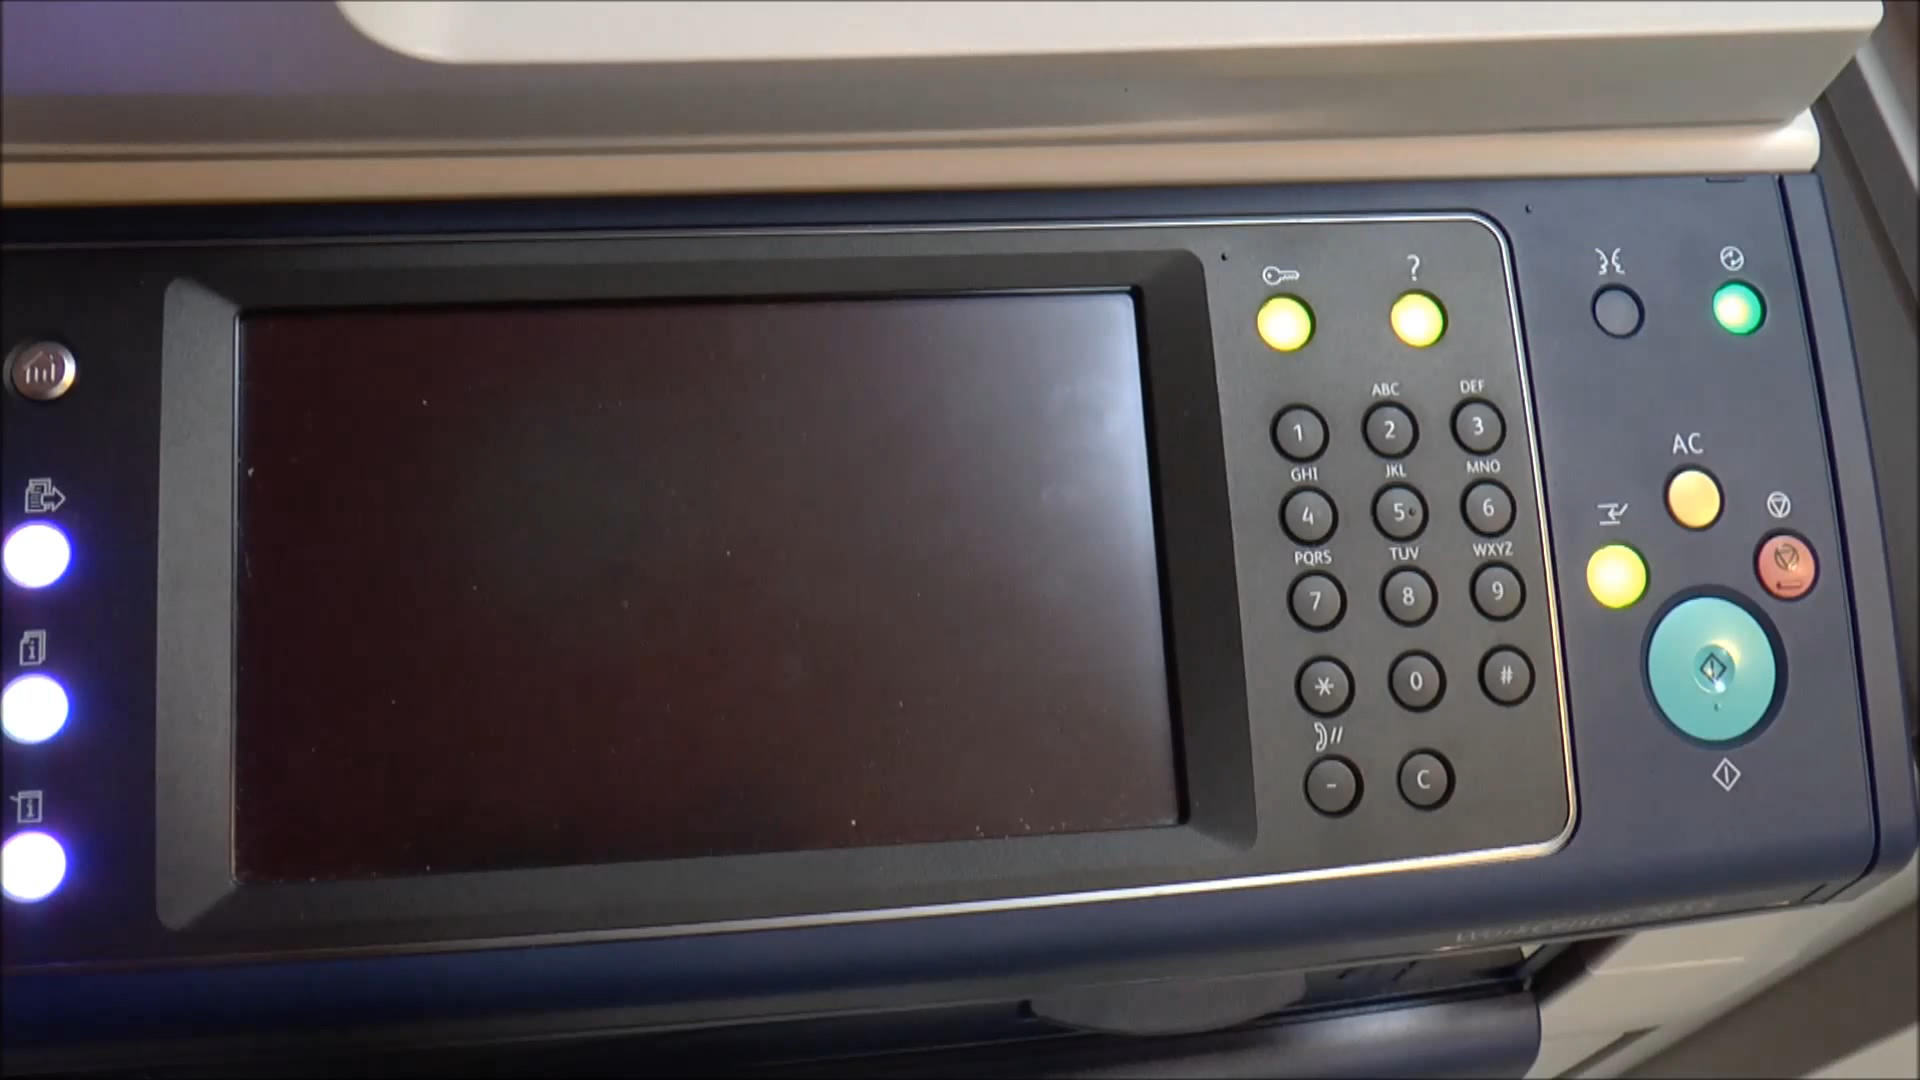 ?
ABC DEF
1 2 3
GHI JKL MNO
4 5 6
PQRS TUV WXYZ
7 8 9
* 0 #
- C
AC
WorkCentre